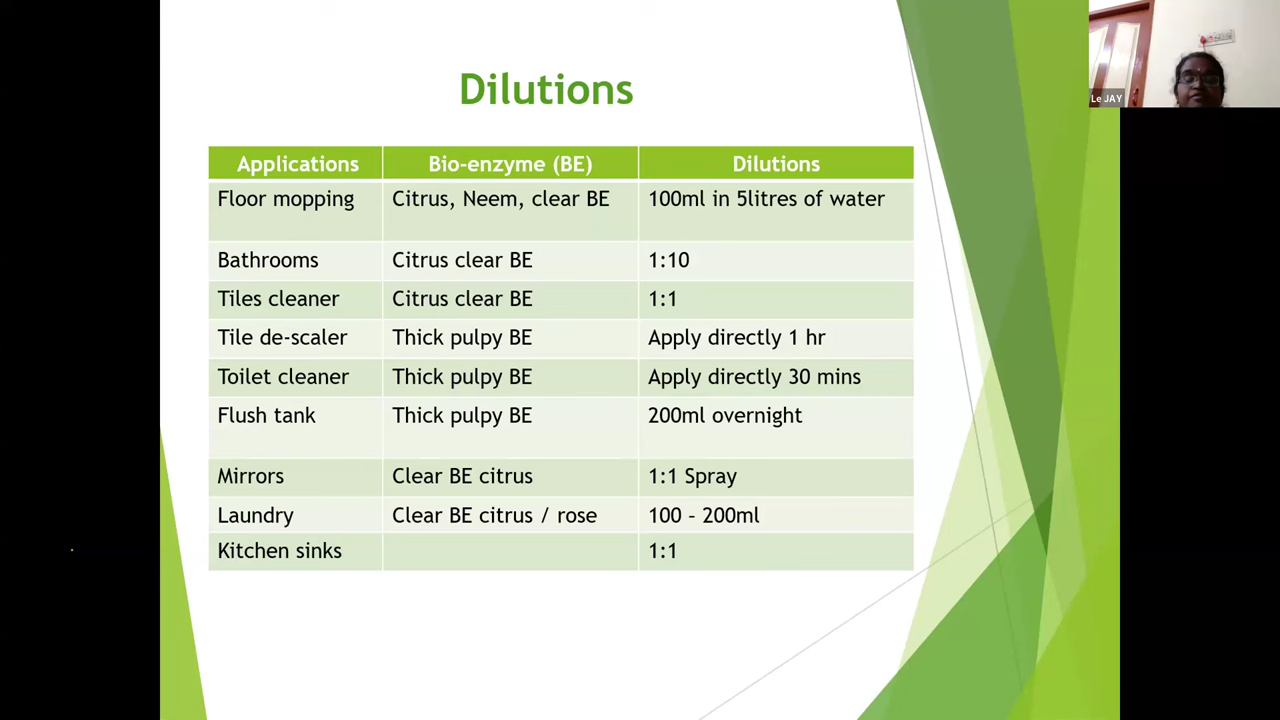 Dilutions
Le JAY
Applications Bio-enzyme (BE) Dilutions
Floor mopping Citrus, Neem, clear BE 100ml in 5litres of water
Bathrooms Citrus clear BE 1:10
Tiles cleaner Citrus clear BE 1:1
Tile de-scaler Thick pulpy BE Apply directly 1 hr
Toilet cleaner Thick pulpy BE Apply directly 30 mins
Flush tank Thick pulpy BE 200ml overnight
Mirrors Clear BE citrus 1:1 Spray
Laundry Clear BE citrus / rose 100 – 200ml
Kitchen sinks 1:1